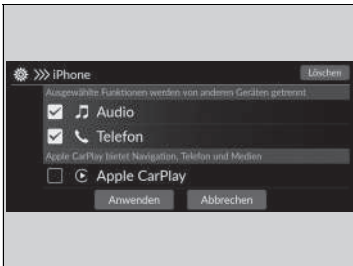 iPhone
Löschen
Ausgewählte Funktionen werden von anderen Geräten getrennt
Audio
Telefon
Apple CarPlay bietet Navigation, Telefon und Medien
Apple CarPlay
Anwenden Abbrechen